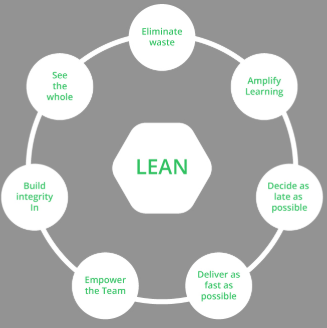 Eliminate
waste
Amplify
Learning
Decide as
late as
possible
Deliver as
fast as
possible
Empower
the Team
Build
integrity
In
See
the
whole
LEAN